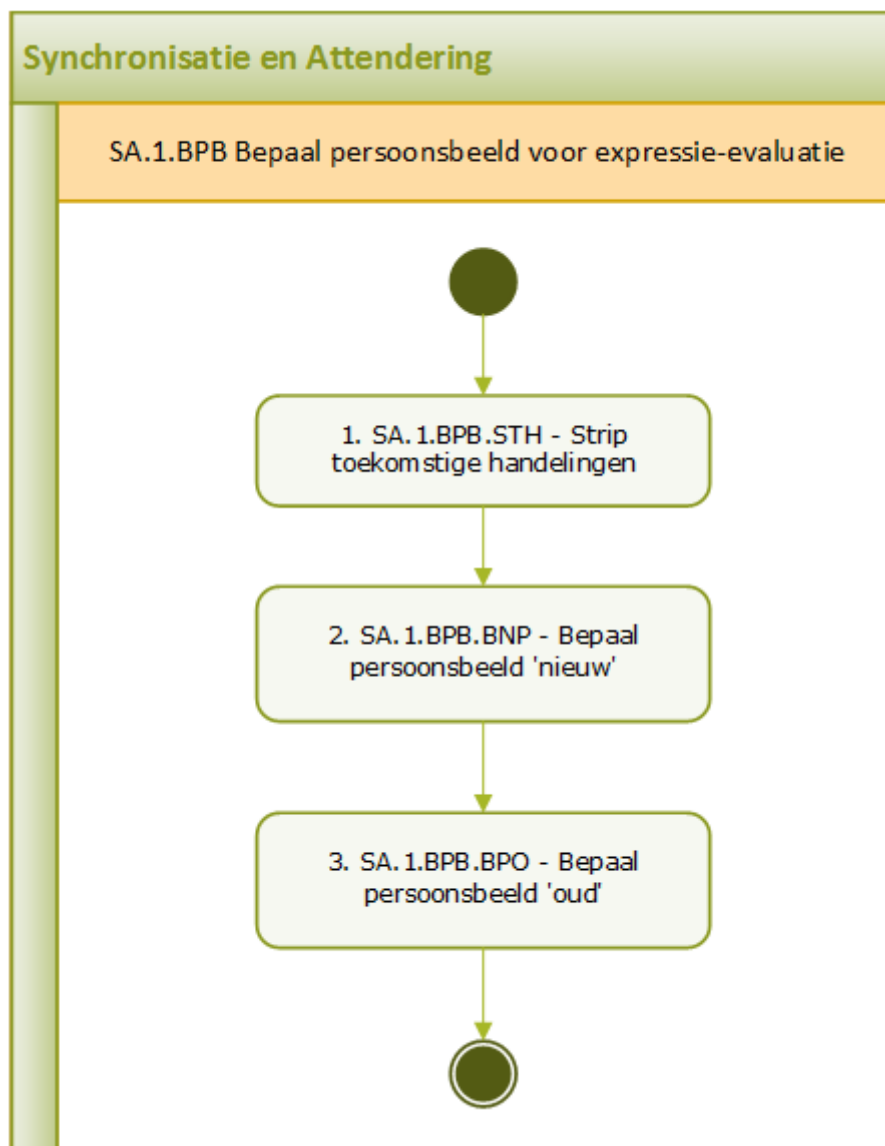 Synchronisatie en Attendering
SA.1.BPB Bepaal persoonsbeeld voor expressie-evaluatie
1. SA.1.BPB.STH - Strip
toekomstige handelingen
2. SA.1.BPB.BNP - Bepaal
persoonsbeeld 'nieuw'
3. SA.1.BPB.BPO - Bepaal
persoonsbeeld 'oud'